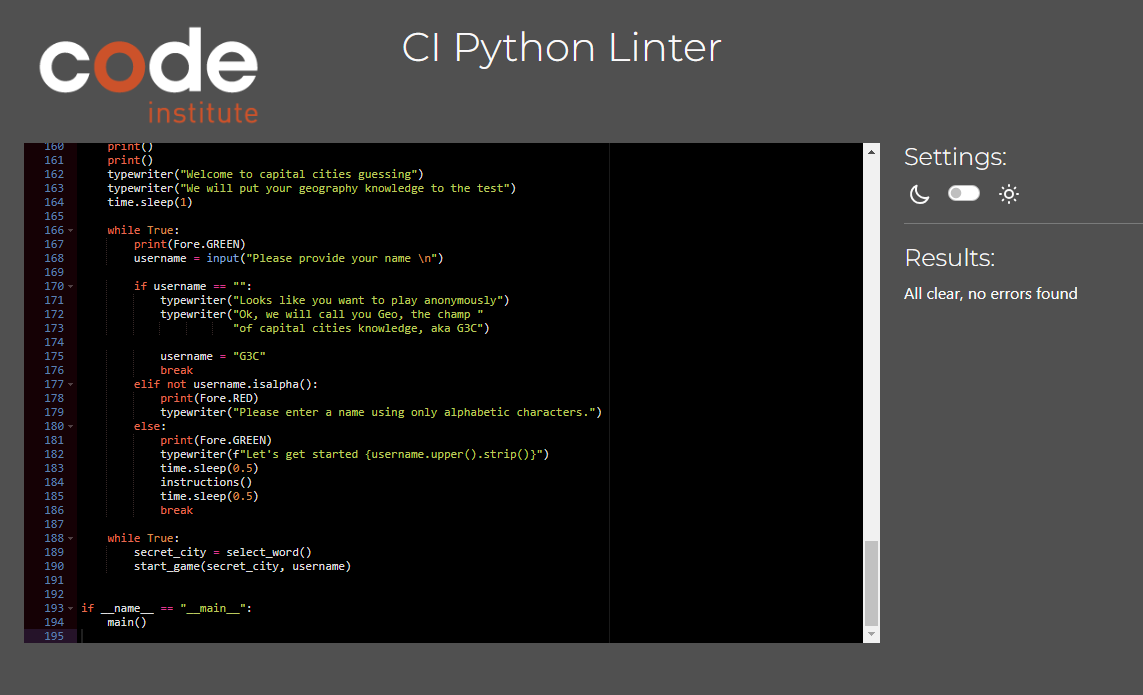 code
institute
CI Python Linter
160 print()
161 print()
162 typewriter("Welcome to capital cities guessing")
163 typewriter("We will put your geography knowledge to the test")
164 time.sleep(1)
165
166 while True:
167 print(Fore.GREEN)
168 username = input("Please provide your name \n")
169
170 if username == "":
171 typewriter("Looks like you want to play anonymously")
172 typewriter("Ok, we will call you Geo, the champ "
173 "of capital cities knowledge, aka G3C")
174
175 username = "G3C"
176 break
177 elif not username.isalpha():
178 print(Fore.RED)
179 typewriter("Please enter a name using only alphabetic characters.")
180 else:
181 print(Fore.GREEN)
182 typewriter(f"Let's get started {username.upper().strip()}")
183 time.sleep(0.5)
184 instructions()
185 time.sleep(0.5)
186 break
187
188 while True:
189 secret_city = select_word()
190 start_game(secret_city, username)
191
192
193 if __name__ == "__main__":
194 main()
195
Settings:
Results:
All clear, no errors found